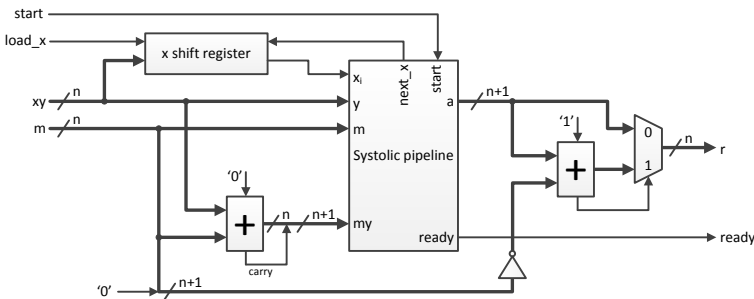 start
load_x
x shift register
n
xy
n
m
xi
y
m
my
next_x
start
a
Systolic pipeline
ready
n+1
'0'
+
n
n+1
carry
'0'
n+1
'1'
+
0
1
n
r
ready